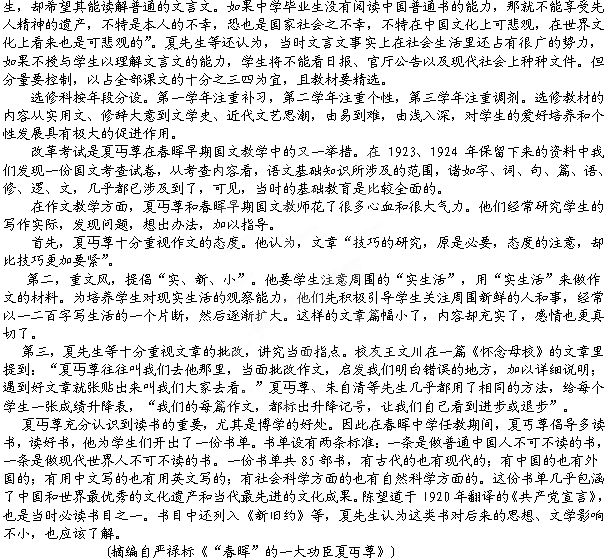 生，却希望其能读解普通的文言文。如果中学毕业生没有阅读中国普通书的能力，那就不能享受先
人精神的遗产，不特是本人的不幸，恐也是国家社会之不幸，不特在中国文化上可悲观，在世界文
化上看来也是可悲观的”。夏先生等还认为，当时文言文事实上在社会生活里还占有很广的势力，
如果不授与学生以理解文言文的能力，学生将不能看日报、官厅公告以及现代社会上种种文件。但
分量要控制，以占全部课文的十分之三四为宜，且教材要精选。
选修科按年段分设。第一学年注重补习，第二学年注重个性，第三学年注重调剂。选修教材的
内容从实用文、修辞大意到文学史、近代文艺思潮，由易到难，由浅入深，对学生的爱好培养和个
性发展具有极大的促进作用。
改革考试是夏丏尊在春晖早期国文教学中的又一举措。在 1923、1924 年保留下来的资料中我
们发现一份国文考查试卷，从考查内容看，语文基础知识所涉及的范围，诸如字、词、句、篇、语、
修、逻、文，几乎都已涉及到了，可见，当时的基础教育是比较全面的。
在作文教学方面，夏丏尊和春晖早期国文教师花了很多心血和很大气力。他们经常研究学生的
写作实际，发现问题，想出办法，加以指导。
首先，夏丏尊十分重视作文的态度。他认为，文章“技巧的研究，原是必要，态度的注意，却
比技巧更加要紧”。
第二，重文风，提倡“实、新、小”。他要学生注意周围的“实生活”，用“实生活”来做作
文的材料。为培养学生对现实生活的观察能力，他们先积极引导学生关注周围新鲜的人和事，经常
以一二百字写生活的一个片断，然后逐渐扩大。这样的文章篇幅小了，内容却充实了，感情也更真
切了。
第三，夏先生等十分重视文章的批改，讲究当面指点。校友王文川在一篇《怀念母校》的文章里
提到：“夏丏尊往往叫我们去他那里，当面批改作文，启发我们明白错误的地方，加以详细说明；
遇到好文章就张贴出来叫我们大家去看。”夏丏尊、朱自清等先生几乎都用了相同的方法，给每个
学生一张成绩升降表，“我们的每篇作文，都标出升降记号，让我们自己看到进步或退步”。
夏丏尊充分认识到读书的重要，尤其是博学的好处。因此在春晖中学任教期间，夏丏尊倡导多读
书，读好书，他为学生们开出了一份书单。书单设有两条标准：一条是做普通中国人不可不读的书，
一条是做现代世界人不可不读的书。一份书单共 85 部书，有古代的也有现代的；有中国的也有外
国的；有用中文写的也有用英文写的；有社会科学方面的也有自然科学方面的。这份书单几乎包涵
了中国和世界最优秀的文化遗产和当代最先进的文化成果。陈望道于 1920 年翻译的《共产党宣言》，
也是当时必读书目之一。书目中还列入《新旧约》等，夏先生认为这类书对后来的思想、文学影响
不小，也应该了解。
（摘编自严禄标《“春晖”的一大功臣夏丏尊》）